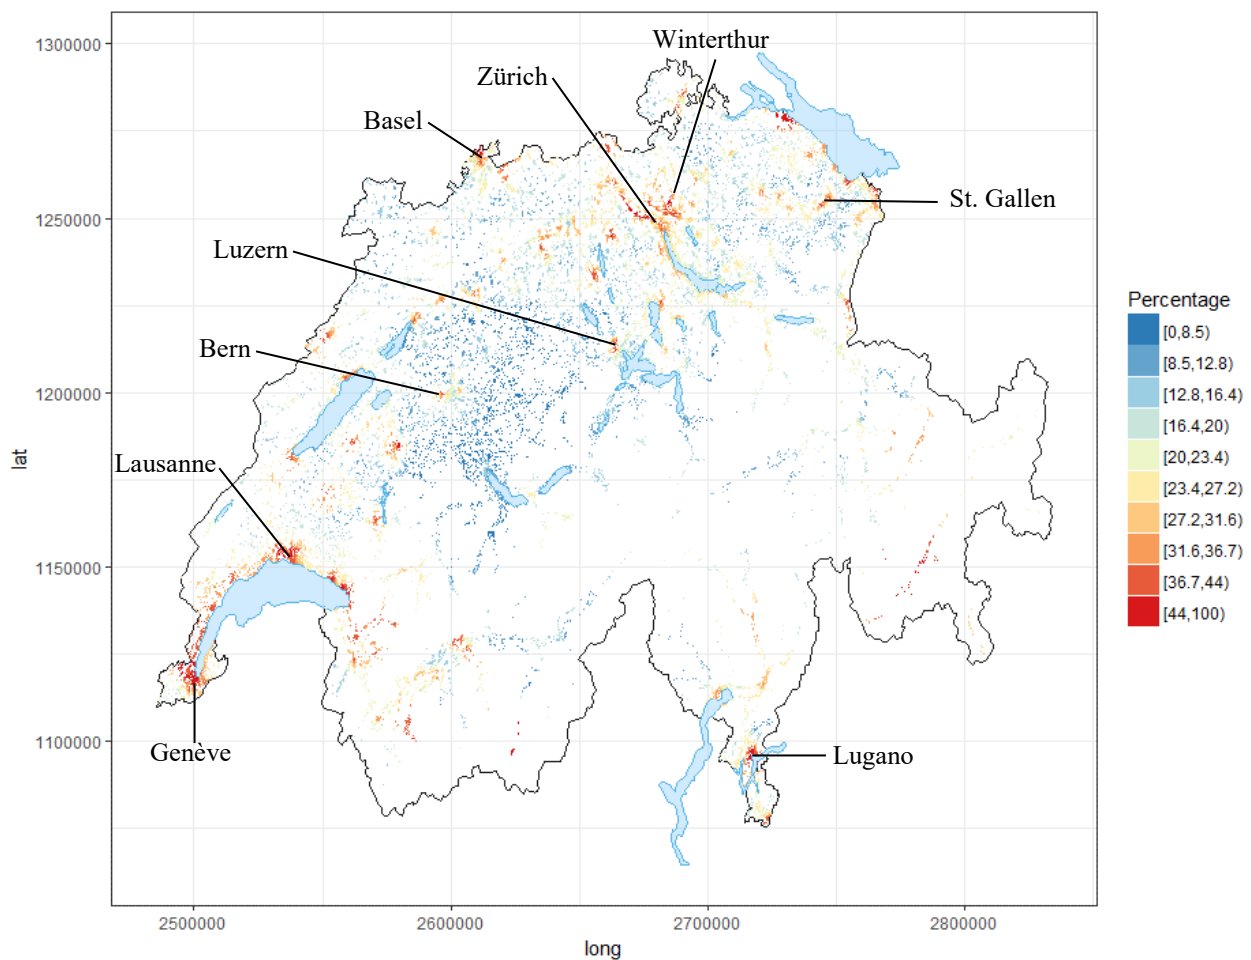 Winterthur
Zürich
Basel
St. Gallen
Luzern
Bern
Lausanne
Genève
Lugano
1300000
1250000
1200000
1150000
1100000
lat
2500000
2600000
2700000
2800000
long
Percentage
[0,8.5)
[8.5,12.8)
[12.8,16.4)
[16.4,20)
[20,23.4)
[23.4,27.2)
[27.2,31.6)
[31.6,36.7)
[36.7,44)
[44,100)